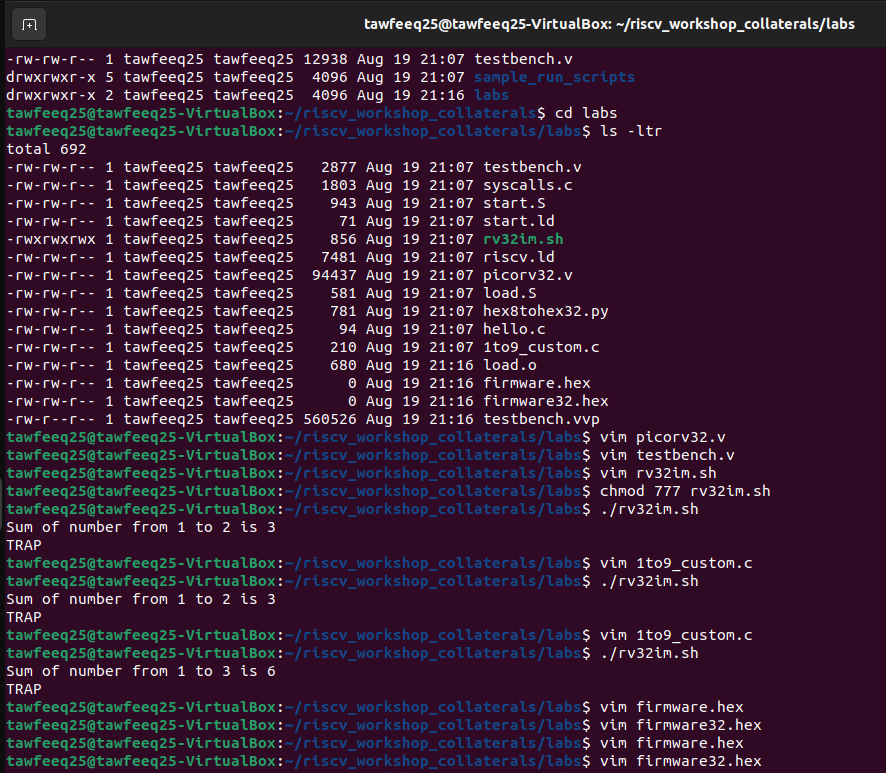 tawfeeq25@tawfeeq25-VirtualBox: ~/riscv_workshop_collaterals/labs
-rw-rw-r-- 1 tawfeeq25 tawfeeq25 12938 Aug 19 21:07 testbench.v
drwxrwxr-x 5 tawfeeq25 tawfeeq25  4096 Aug 19 21:07 sample_run_scripts
drwxrwxr-x 2 tawfeeq25 tawfeeq25  4096 Aug 19 21:16 labs
tawfeeq25@tawfeeq25-VirtualBox:~/riscv_workshop_collaterals$ cd labs
tawfeeq25@tawfeeq25-VirtualBox:~/riscv_workshop_collaterals/labs$ ls -ltr
total 692
-rw-rw-r-- 1 tawfeeq25 tawfeeq25   2877 Aug 19 21:07 testbench.v
-rw-rw-r-- 1 tawfeeq25 tawfeeq25   1803 Aug 19 21:07 syscalls.c
-rw-rw-r-- 1 tawfeeq25 tawfeeq25    943 Aug 19 21:07 start.S
-rw-rw-r-- 1 tawfeeq25 tawfeeq25     71 Aug 19 21:07 start.ld
-rwxrwxrwx 1 tawfeeq25 tawfeeq25    856 Aug 19 21:07 rv32im.sh
-rw-rw-r-- 1 tawfeeq25 tawfeeq25   7481 Aug 19 21:07 riscv.ld
-rw-rw-r-- 1 tawfeeq25 tawfeeq25  94437 Aug 19 21:07 picorv32.v
-rw-rw-r-- 1 tawfeeq25 tawfeeq25    581 Aug 19 21:07 load.S
-rw-rw-r-- 1 tawfeeq25 tawfeeq25    781 Aug 19 21:07 hex8tohex32.py
-rw-rw-r-- 1 tawfeeq25 tawfeeq25     94 Aug 19 21:07 hello.c
-rw-rw-r-- 1 tawfeeq25 tawfeeq25    210 Aug 19 21:07 1to9_custom.c
-rw-rw-r-- 1 tawfeeq25 tawfeeq25    680 Aug 19 21:16 load.o
-rw-rw-r-- 1 tawfeeq25 tawfeeq25      0 Aug 19 21:16 firmware.hex
-rw-rw-r-- 1 tawfeeq25 tawfeeq25      0 Aug 19 21:16 firmware32.hex
-rw-r--r-- 1 tawfeeq25 tawfeeq25 560526 Aug 19 21:16 testbench.vvp
tawfeeq25@tawfeeq25-VirtualBox:~/riscv_workshop_collaterals/labs$ vim picorv32.v
tawfeeq25@tawfeeq25-VirtualBox:~/riscv_workshop_collaterals/labs$ vim testbench.v
tawfeeq25@tawfeeq25-VirtualBox:~/riscv_workshop_collaterals/labs$ vim rv32im.sh
tawfeeq25@tawfeeq25-VirtualBox:~/riscv_workshop_collaterals/labs$ chmod 777 rv32im.sh
tawfeeq25@tawfeeq25-VirtualBox:~/riscv_workshop_collaterals/labs$ ./rv32im.sh
Sum of number from 1 to 2 is 3
TRAP
tawfeeq25@tawfeeq25-VirtualBox:~/riscv_workshop_collaterals/labs$ vim 1to9_custom.c
tawfeeq25@tawfeeq25-VirtualBox:~/riscv_workshop_collaterals/labs$ ./rv32im.sh
Sum of number from 1 to 2 is 3
TRAP
tawfeeq25@tawfeeq25-VirtualBox:~/riscv_workshop_collaterals/labs$ vim 1to9_custom.c
tawfeeq25@tawfeeq25-VirtualBox:~/riscv_workshop_collaterals/labs$ ./rv32im.sh
Sum of number from 1 to 3 is 6
TRAP
tawfeeq25@tawfeeq25-VirtualBox:~/riscv_workshop_collaterals/labs$ vim firmware.hex
tawfeeq25@tawfeeq25-VirtualBox:~/riscv_workshop_collaterals/labs$ vim firmware32.hex
tawfeeq25@tawfeeq25-VirtualBox:~/riscv_workshop_collaterals/labs$ vim firmware.hex
tawfeeq25@tawfeeq25-VirtualBox:~/riscv_workshop_collaterals/labs$ vim firmware32.hex